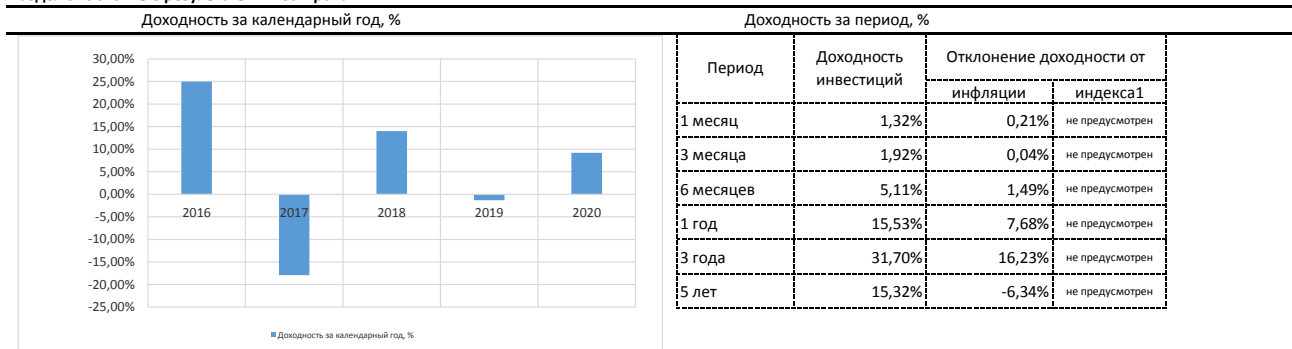 Доходность за календарный год, %
Доходность за период, %
30,00%
25,00%
20,00%
15,00%
10,00%
5,00%
0,00%
-5,00%
-10,00%
-15,00%
-20,00%
-25,00%
2016 2017 2018 2019 2020
Доходность за календарный год, %
Период Доходность инвестиций Отклонение доходности от
инфляции индекса1
1 месяц 1,32% 0,21% не предусмотрен
3 месяца 1,92% 0,04% не предусмотрен
6 месяцев 5,11% 1,49% не предусмотрен
1 год 15,53% 7,68% не предусмотрен
3 года 31,70% 16,23% не предусмотрен
5 лет 15,32% -6,34% не предусмотрен